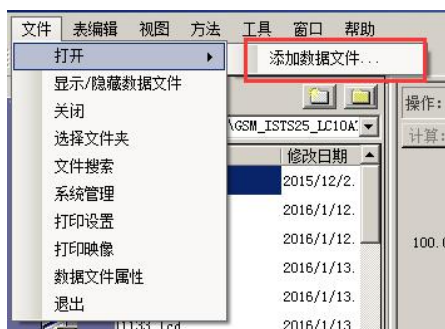 文件 表编辑 视图 方法 工具 窗口 帮助
打开 添加数据文件...
显示/隐藏数据文件
关闭
选择文件夹
文件搜索
系统管理
打印设置
打印映像
数据文件属性
退出
操作:
\GSM_ISTS25_LC10A
计算:
修改日期
2015/12/2.
2016/1/12.
2016/1/12.
100.
2016/1/13.
2016/1/13.
2016/1/13